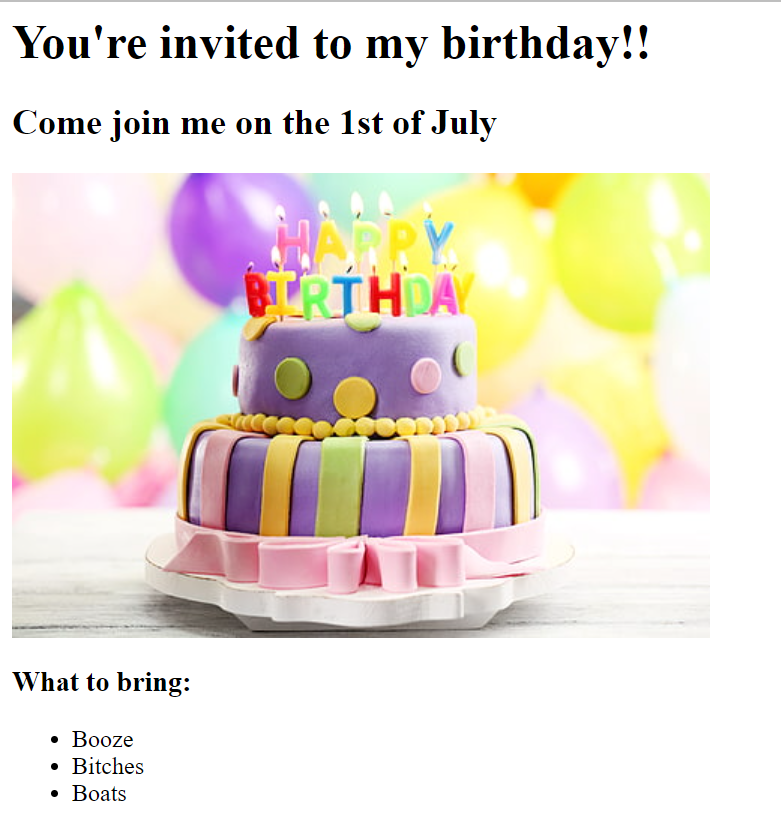 You're invited to my birthday!!
Come join me on the 1st of July
HAPPY
BIRTHDAY
What to bring:
Booze
Bitches
Boats